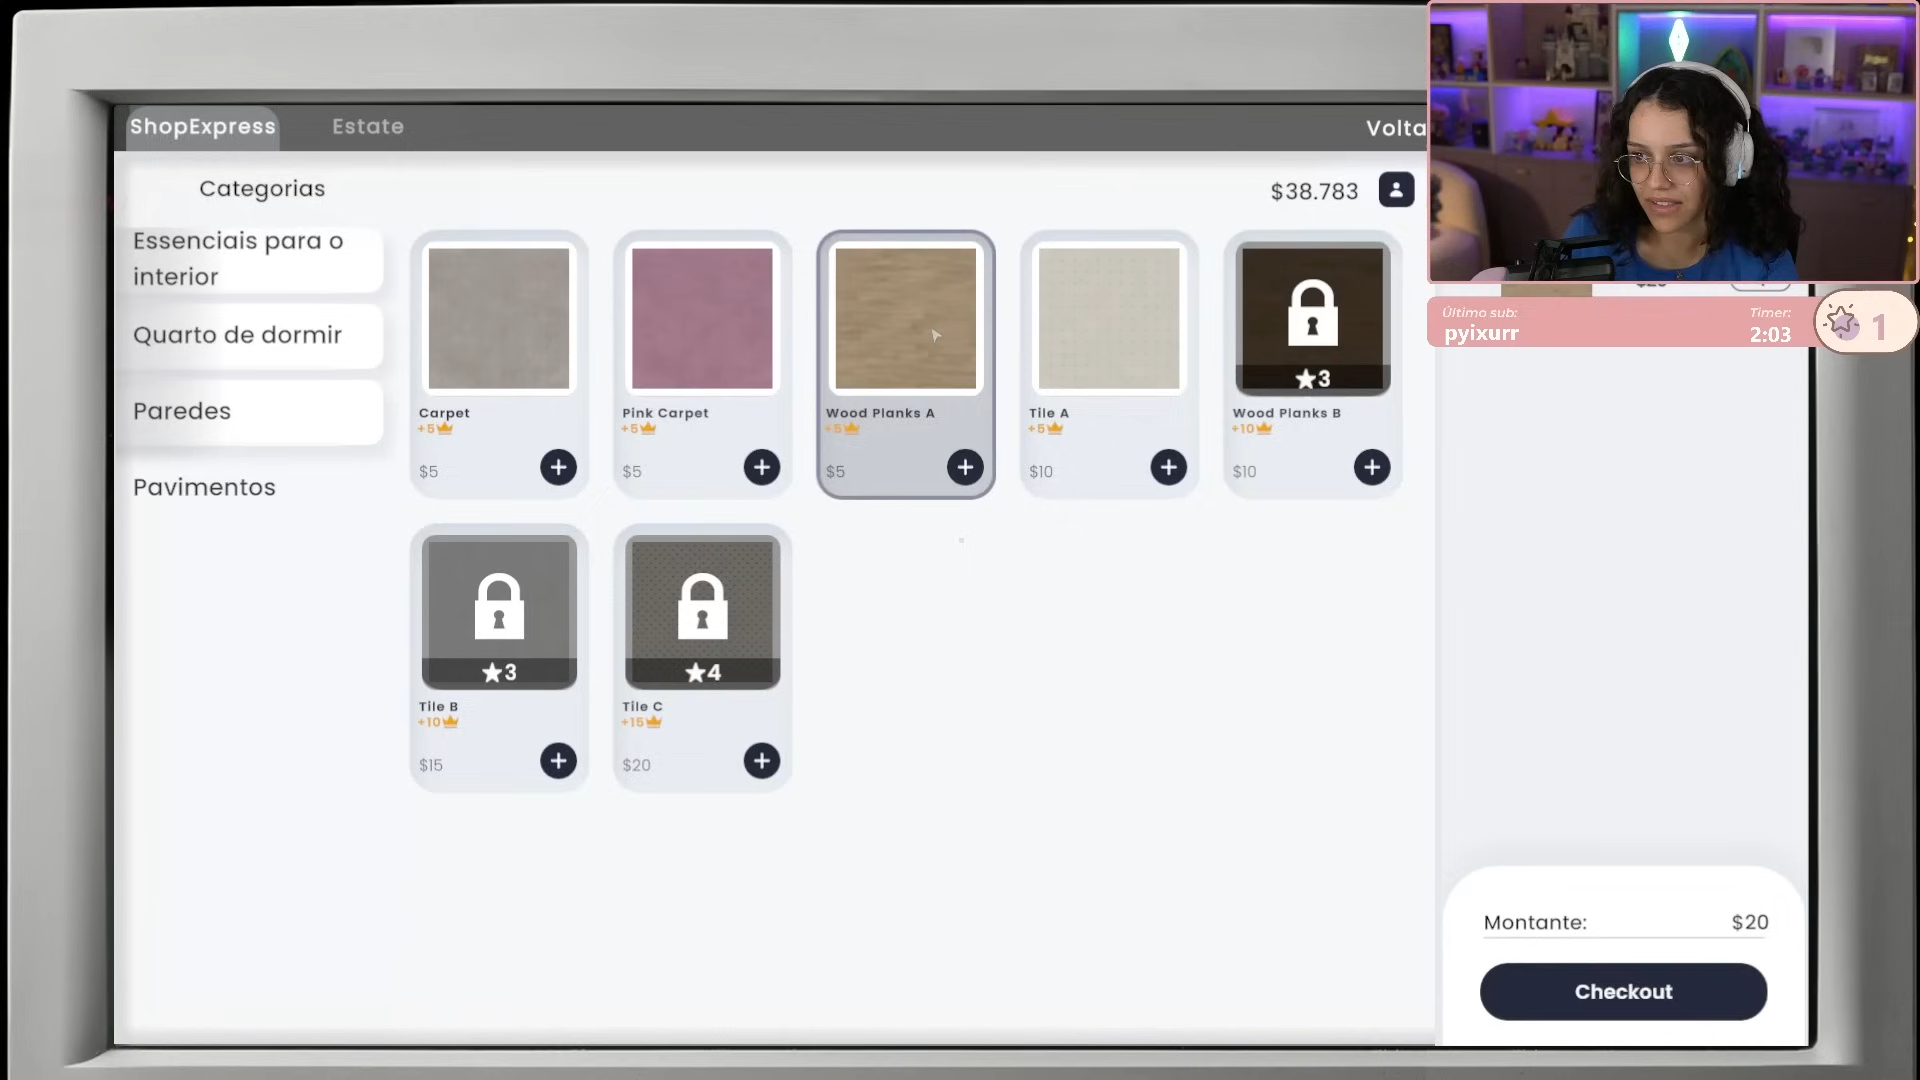 ShopExpress
Estate
Volta
Categorias
$38.783
Essenciais para o
interior
Quarto de dormir
Paredes
Pavimentos
Carpet
+5
$5
Pink Carpet
+5
$5
Wood Planks A
+5
$5
Tile A
+5
$10
★3
Wood Planks B
+10
$10
★3
Tile B
+10
$15
★4
Tile C
+15
$20
Último sub:
pyixurr
Timer:
2:03
1
Montante:
$20
Checkout